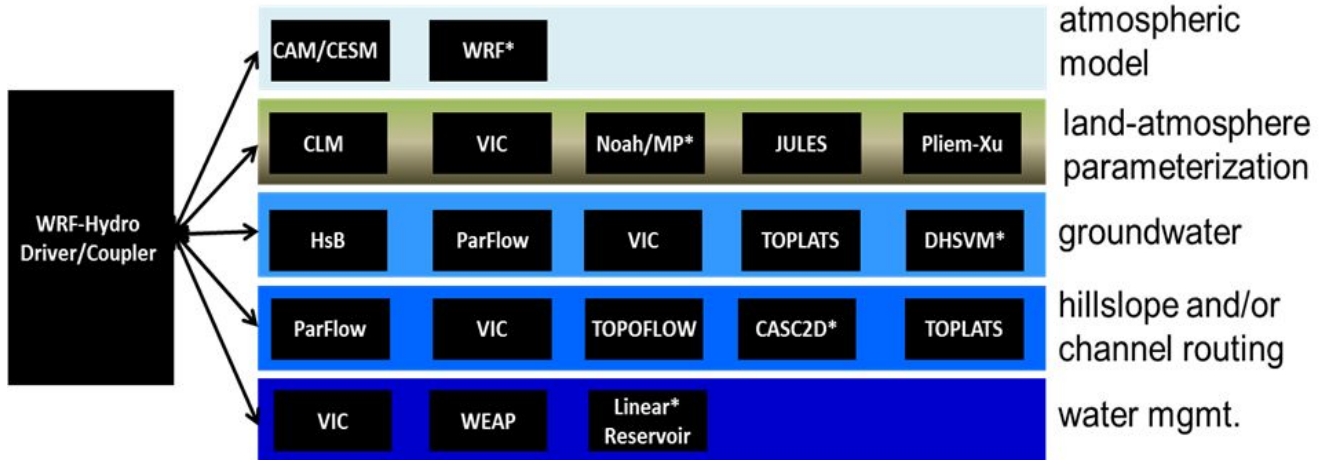 WRF-Hydro
Driver/Coupler
CAM/CESM
WRF*
atmospheric
model
CLM
VIC
Noah/MP*
JULES
Pliem-Xu
land-atmosphere
parameterization
HsB
ParFlow
VIC
TOPLATS
DHSVM*
groundwater
ParFlow
VIC
TOPOFLOW
CASC2D*
TOPLATS
hillslope and/or
channel routing
VIC
WEAP
Linear*
Reservoir
water mgmt.